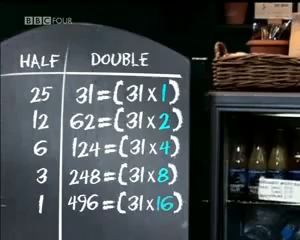 BBC FOUR
HALF DOUBLE
25 31=(31x1)
12 62=(31x2)
6 124=(31x4)
3 248=(31x8)
1 496=(31x16)